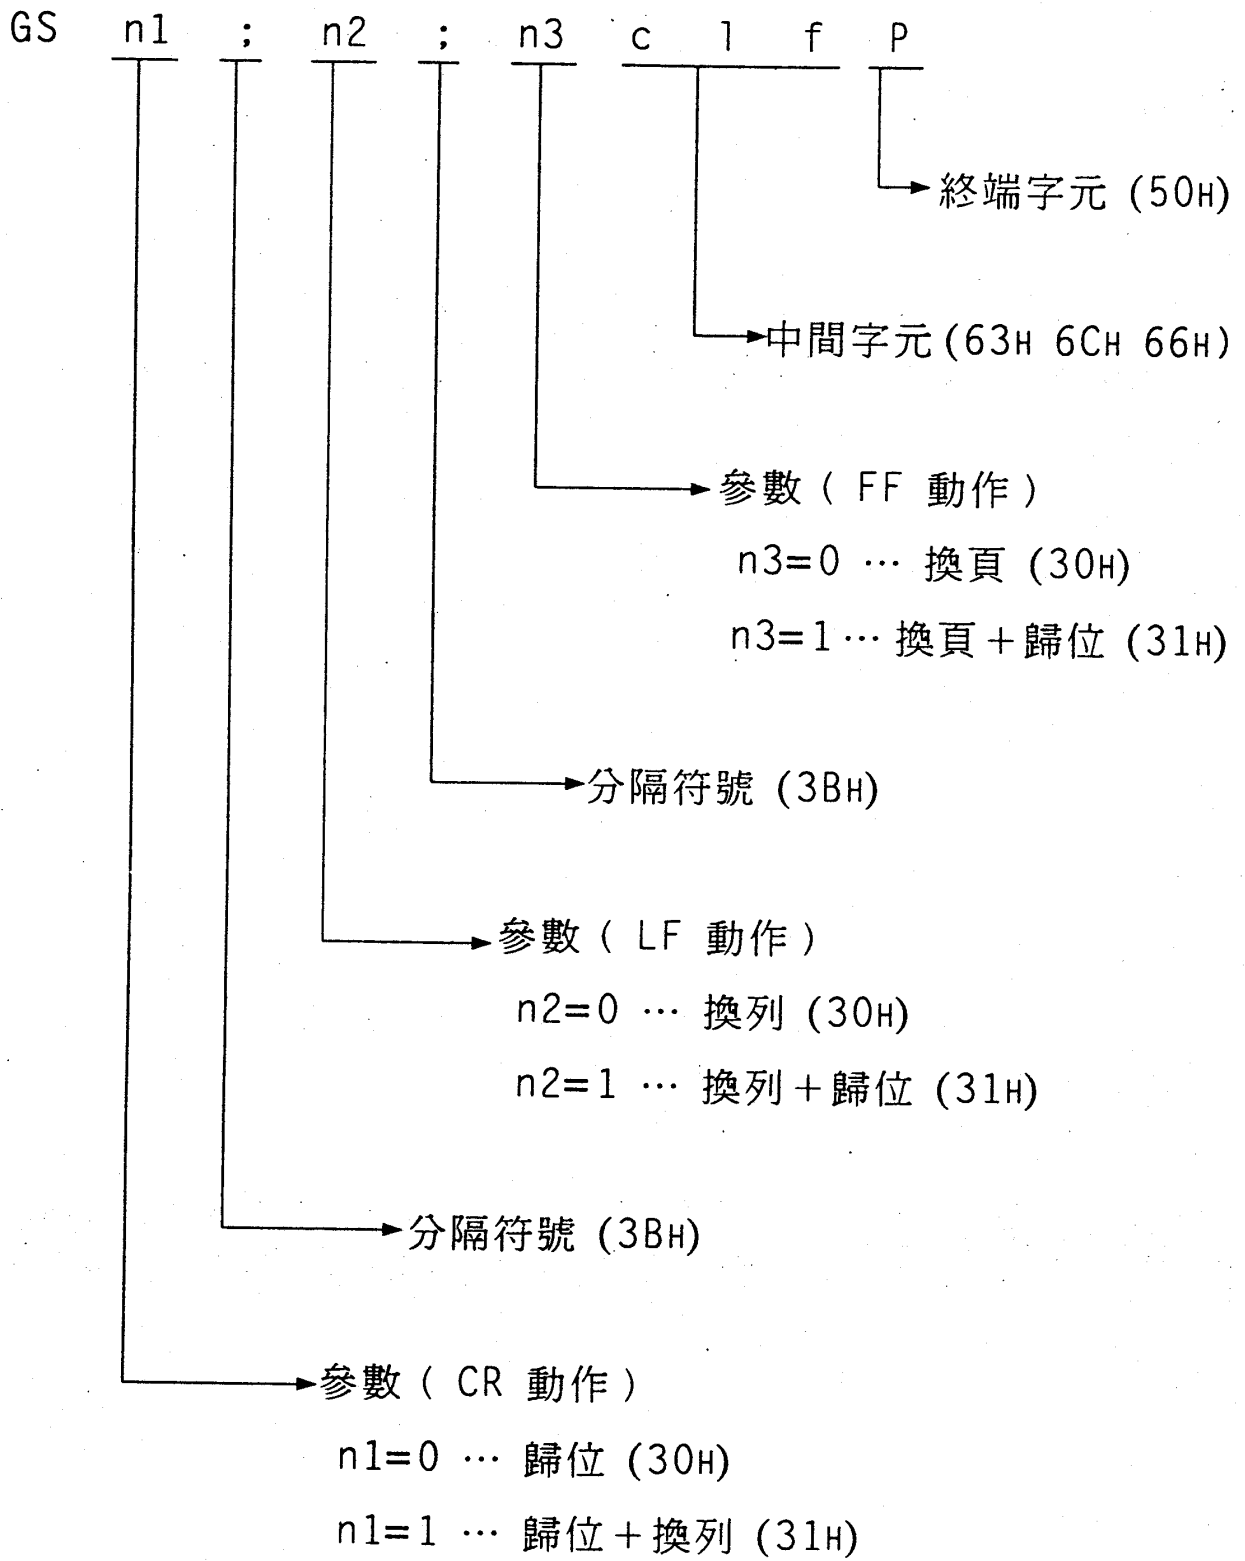 GS n1 ; n2 ; n3 c l f P
終端字元 (50H)
中間字元(63H 6CH 66H)
參數 ( FF 動作 )
n3=0 … 換頁 (30H)
n3=1 … 換頁+歸位 (31H)
分隔符號 (3BH)
參數 ( LF 動作 )
n2=0 … 換列 (30H)
n2=1 … 換列+歸位 (31H)
分隔符號 (3BH)
參數 ( CR 動作 )
n1=0 … 歸位 (30H)
n1=1 … 歸位+換列 (31H)